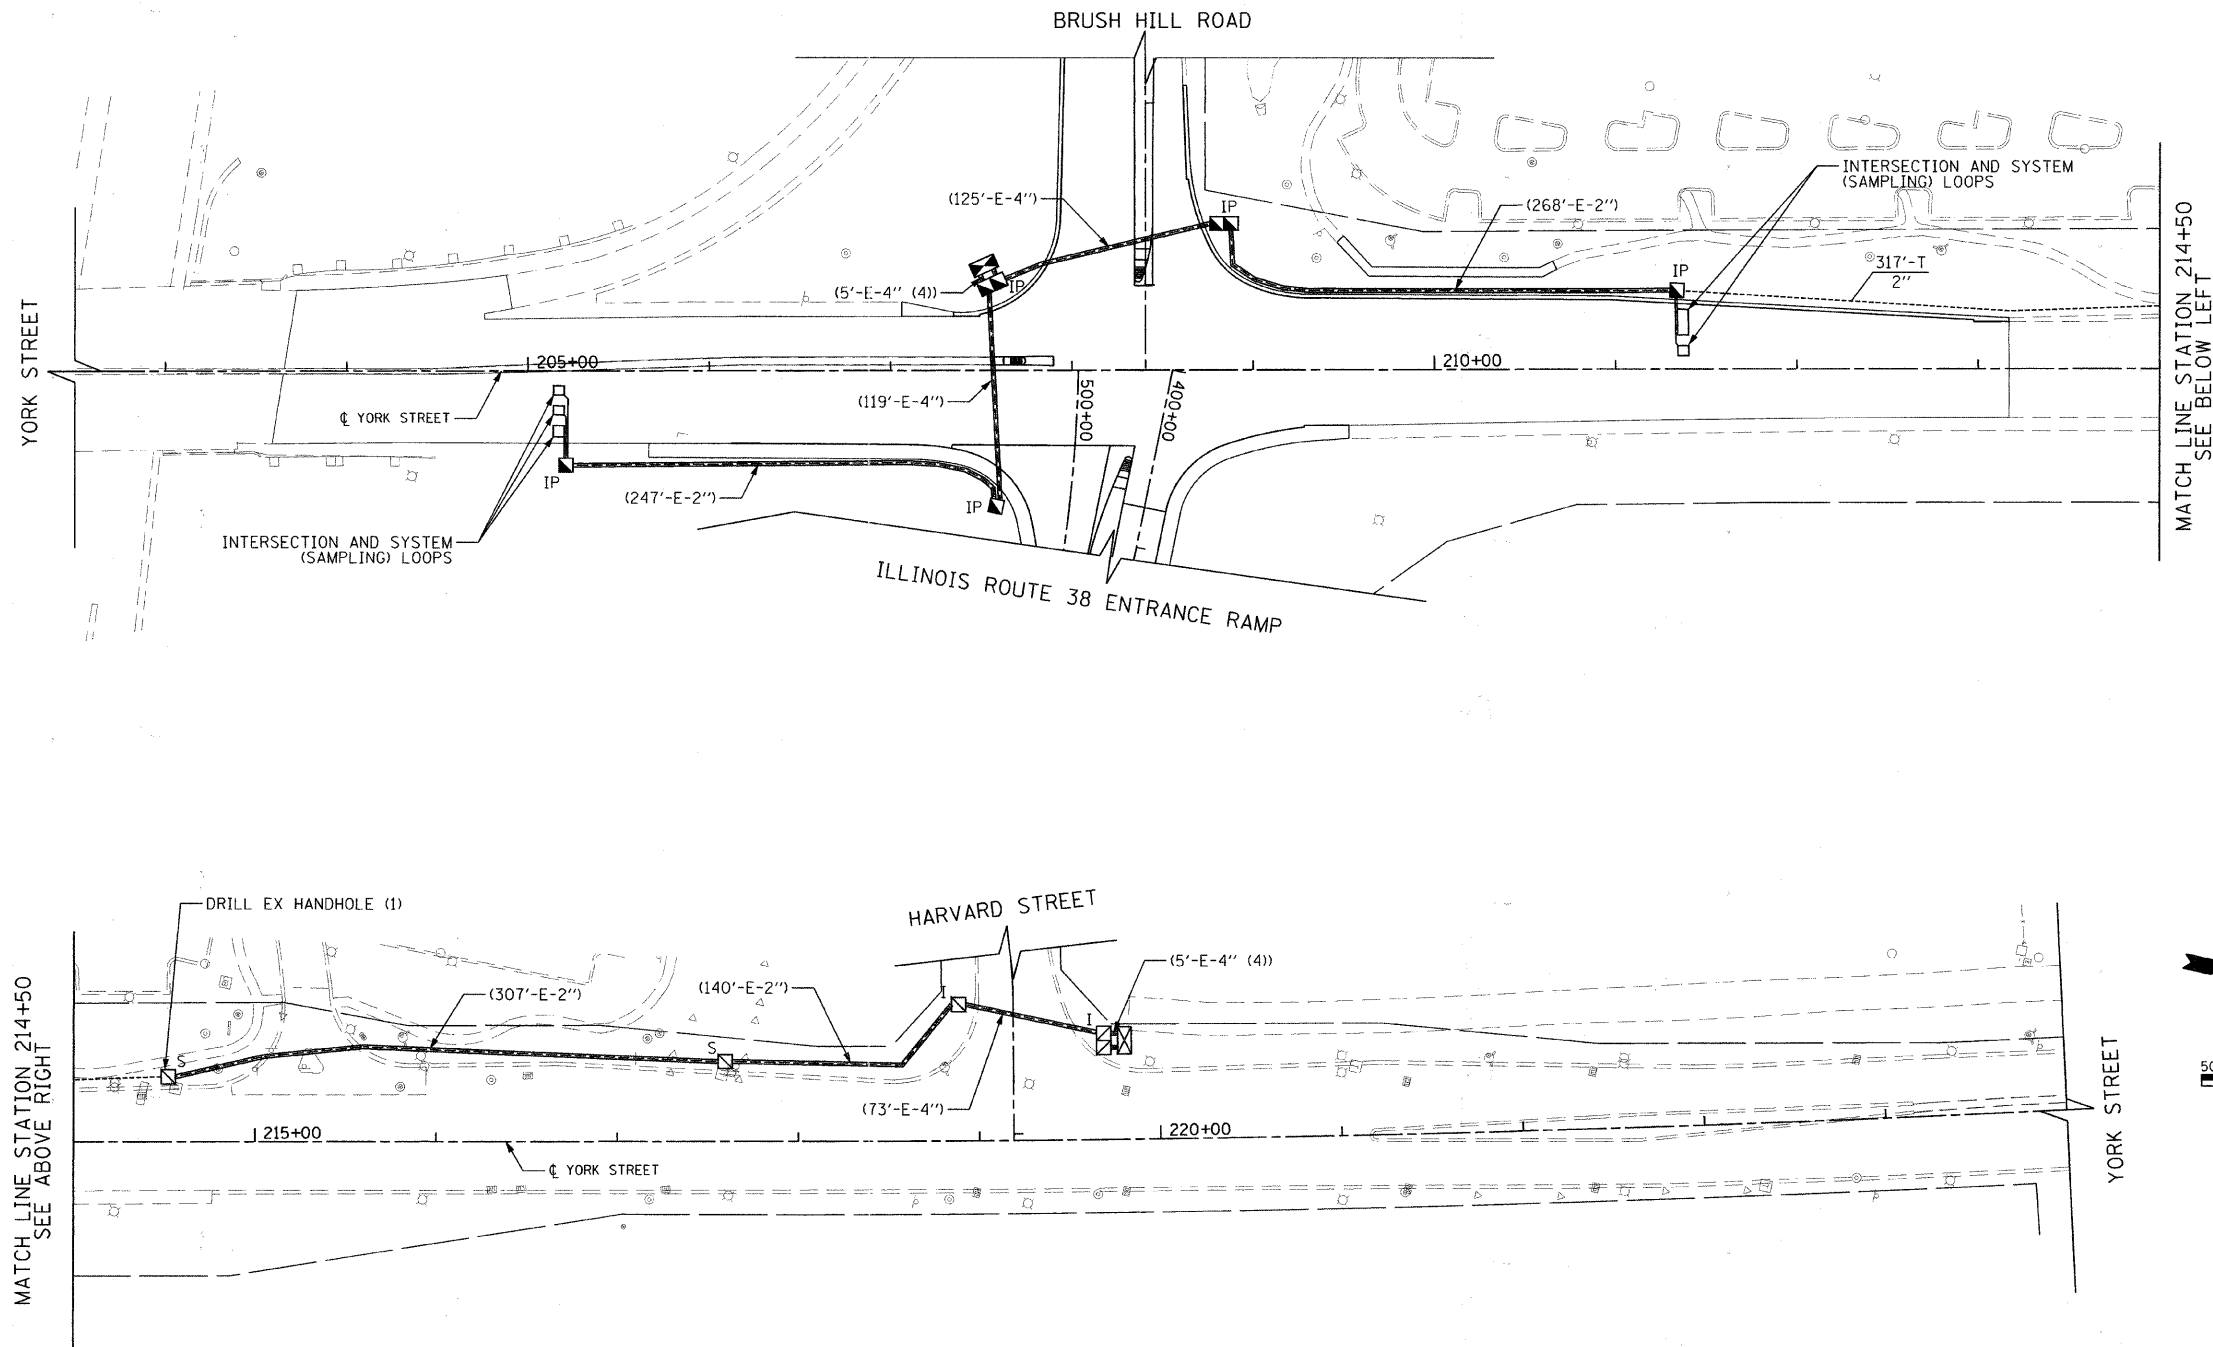 BRUSH HILL ROAD
INTERSECTION AND SYSTEM
(SAMPLING) LOOPS
(125'-E-4")
IP
(268'-E-2")
317'-T
2"
IP
(5'-E-4" (4))
IP
YORK STREET
205+00
210+00
MATCH LINE STATION 214+50
SEE BELOW LEFT
℄ YORK STREET
(119'-E-4")
500+00
400+00
IP
(247'-E-2")
IP
INTERSECTION AND SYSTEM
(SAMPLING) LOOPS
ILLINOIS ROUTE 38 ENTRANCE RAMP
DRILL EX HANDHOLE (1)
HARVARD STREET
(5'-E-4" (4))
(307'-E-2")
(140'-E-2")
I
I
S
S
MATCH LINE STATION 214+50
SEE ABOVE RIGHT
(73'-E-4")
215+00
220+00
℄ YORK STREET
YORK STREET
50